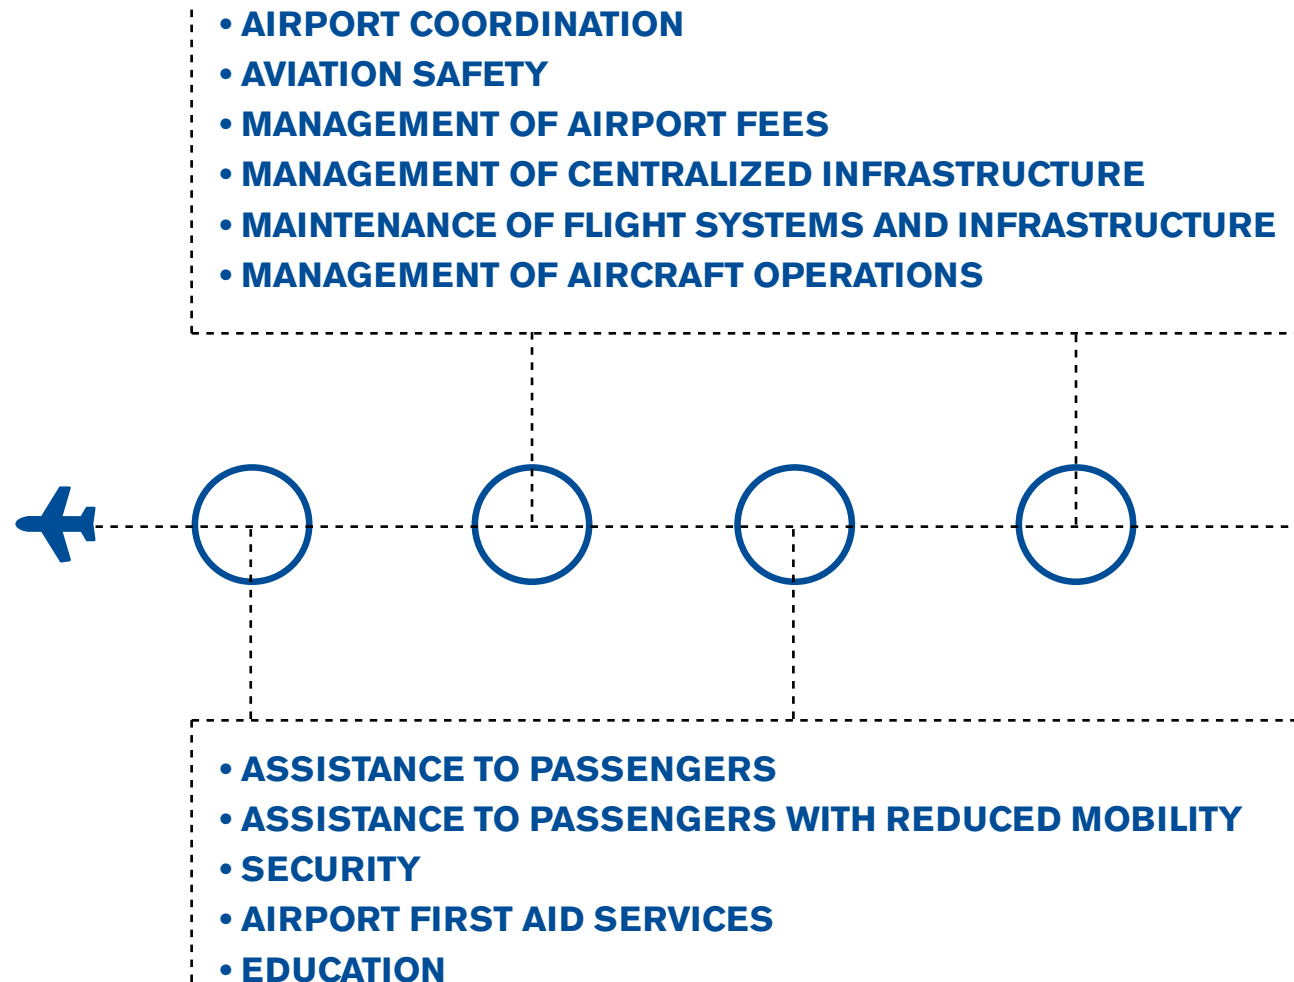 • AIRPORT COORDINATION
• AVIATION SAFETY
• MANAGEMENT OF AIRPORT FEES
• MANAGEMENT OF CENTRALIZED INFRASTRUCTURE
• MAINTENANCE OF FLIGHT SYSTEMS AND INFRASTRUCTURE
• MANAGEMENT OF AIRCRAFT OPERATIONS
• ASSISTANCE TO PASSENGERS
• ASSISTANCE TO PASSENGERS WITH REDUCED MOBILITY
• SECURITY
• AIRPORT FIRST AID SERVICES
• EDUCATION